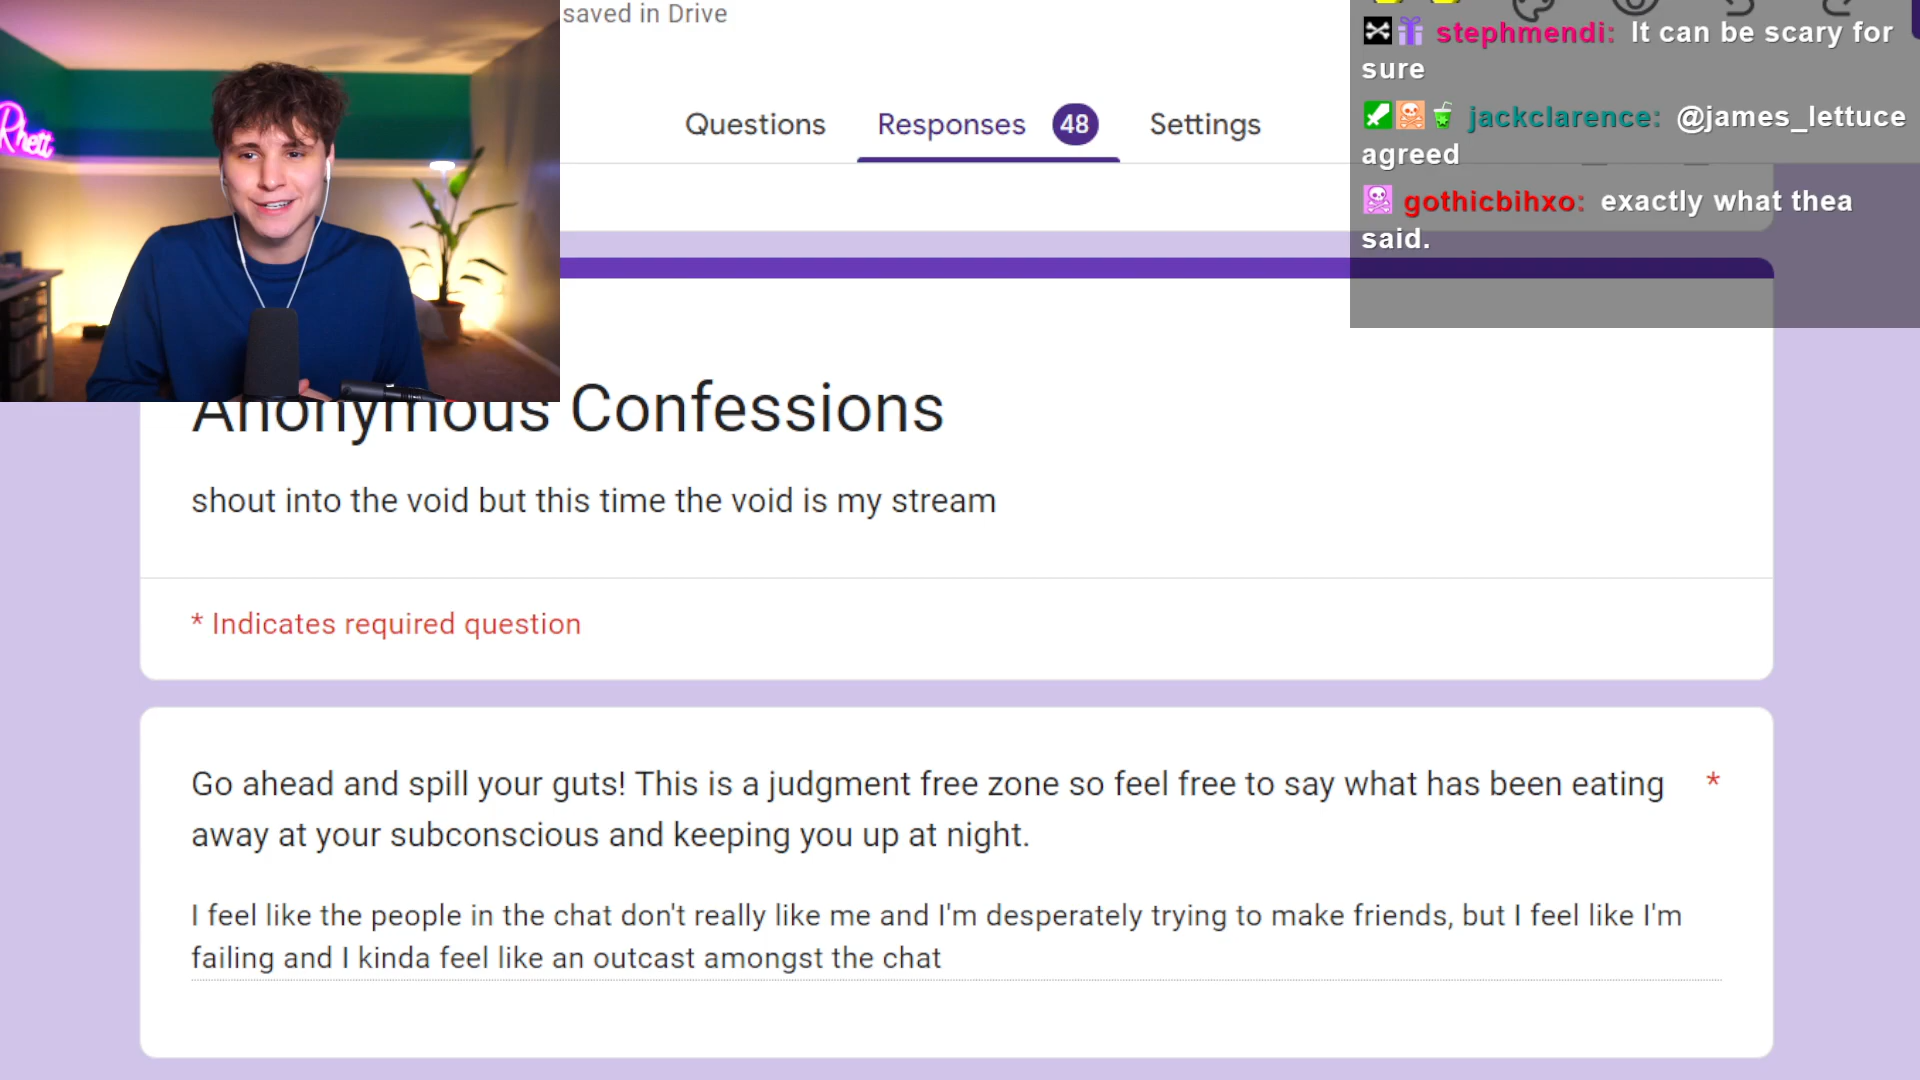 saved in Drive
Rhett
Questions
Responses
48
Settings
stephmendi: It can be scary for
sure
jackclarence: @james_lettuce
agreed
gothicbihxo: exactly what thea
said.
Anonymous Confessions
shout into the void but this time the void is my stream
* Indicates required question
Go ahead and spill your guts! This is a judgment free zone so feel free to say what has been eating *
away at your subconscious and keeping you up at night.
I feel like the people in the chat don't really like me and I'm desperately trying to make friends, but I feel like I'm
failing and I kinda feel like an outcast amongst the chat